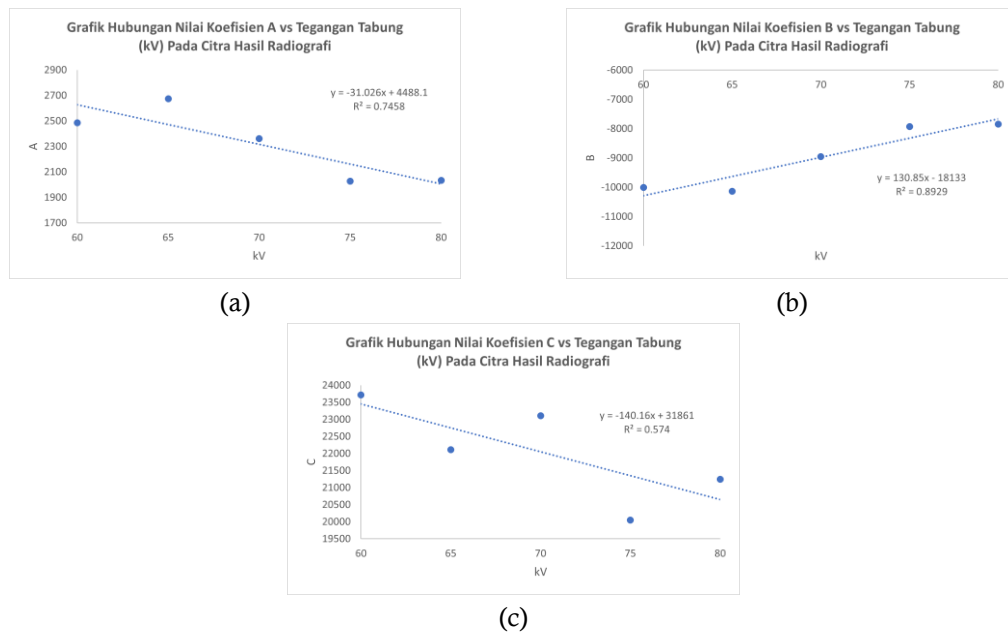 Grafik Hubungan Nilai Koefisien A vs Tegangan Tabung
(kV) Pada Citra Hasil Radiografi
2900
2700
2500
2300
2100
1900
1700
A
y = -31.026x + 4488.1
R² = 0.7458
60 65 70 75 80
kV
(a)
Grafik Hubungan Nilai Koefisien B vs Tegangan Tabung
(kV) Pada Citra Hasil Radiografi
-6000
60 65 70 75 80
-7000
-8000
-9000
-10000
-11000
-12000
B
y = 130.85x - 18133
R² = 0.8929
kV
(b)
Grafik Hubungan Nilai Koefisien C vs Tegangan Tabung
(kV) Pada Citra Hasil Radiografi
24000
23500
23000
22500
22000
21500
21000
20500
20000
19500
C
y = -140.16x + 31861
R² = 0.574
60 65 70 75 80
kV
(c)